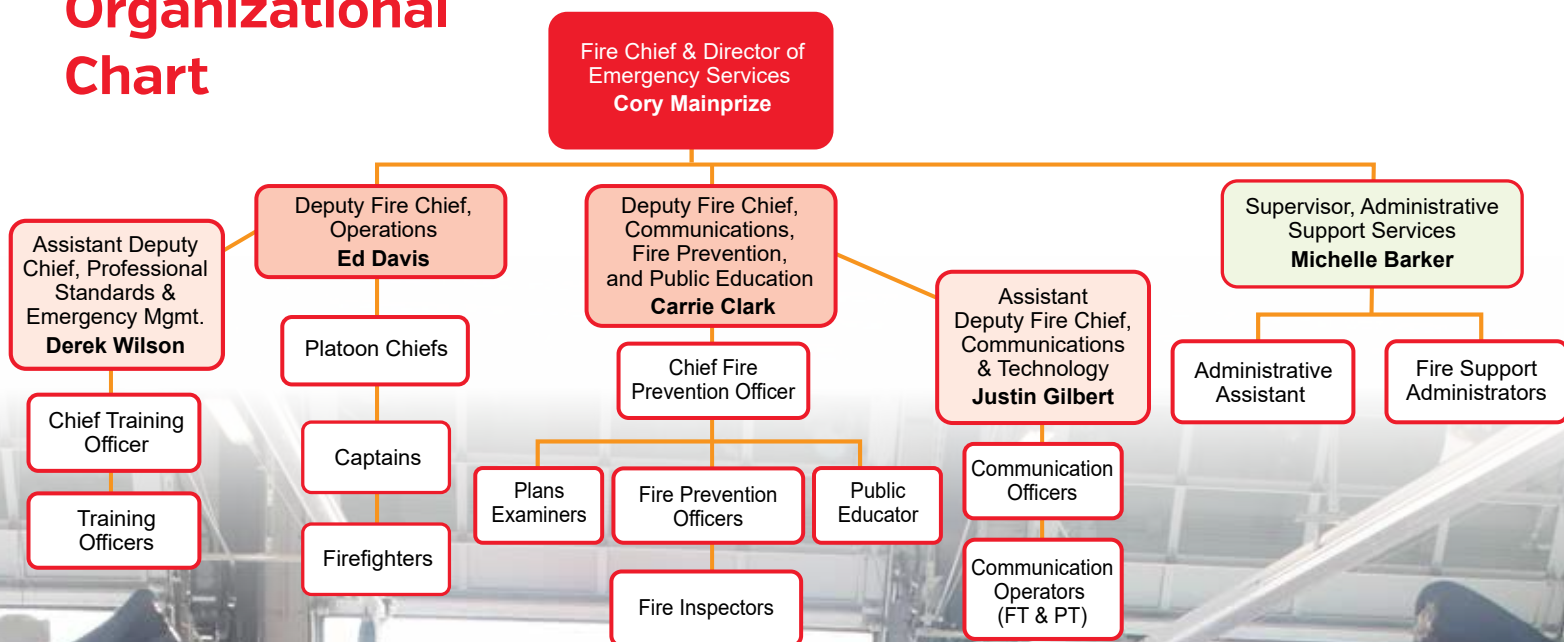 Organizational
Chart
Fire Chief & Director of
Emergency Services
Cory Mainprize
Deputy Fire Chief,
Operations
Ed Davis
Deputy Fire Chief,
Communications,
Fire Prevention,
and Public Education
Carrie Clark
Supervisor, Administrative
Support Services
Michelle Barker
Assistant Deputy
Chief, Professional
Standards &
Emergency Mgmt.
Derek Wilson
Assistant
Deputy Fire Chief,
Communications
& Technology
Justin Gilbert
Platoon Chiefs
Chief Fire
Prevention Officer
Administrative
Assistant
Fire Support
Administrators
Chief Training
Officer
Captains
Communication
Officers
Plans
Examiners
Fire Prevention
Officers
Public
Educator
Training
Officers
Firefighters
Communication
Operators
(FT & PT)
Fire Inspectors